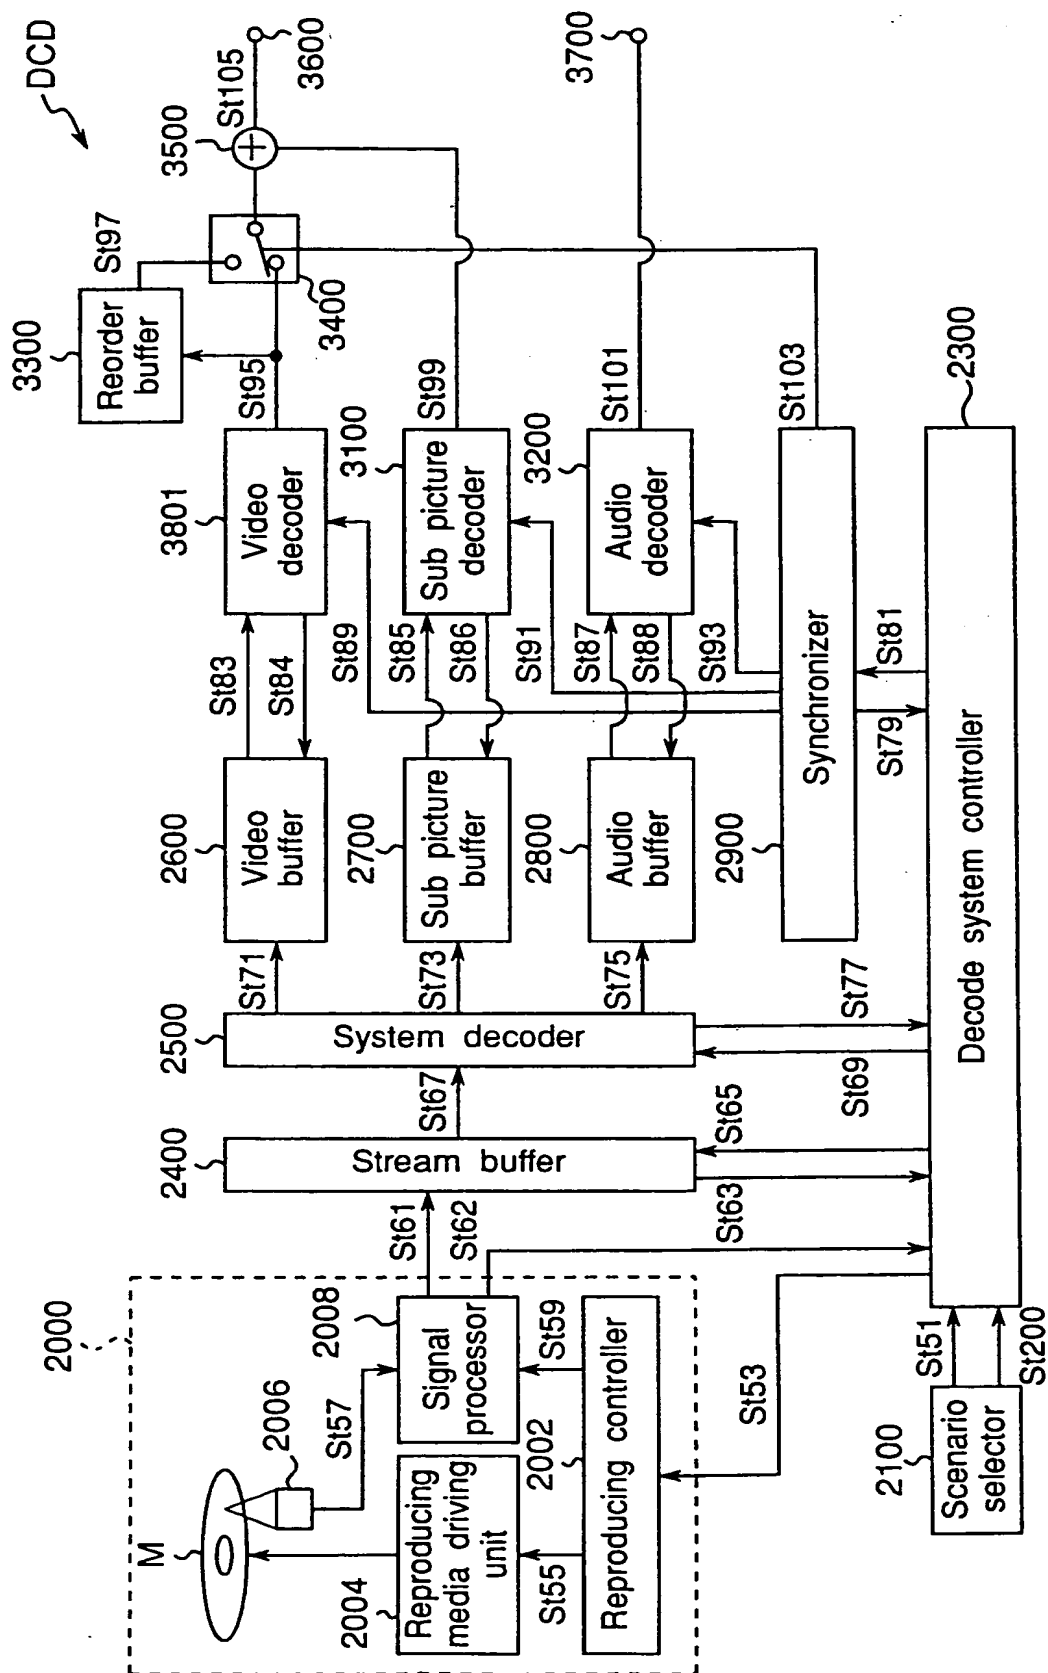 DCD
2000
M
2006
St57
2004
Reproducing
media driving
unit
2008
Signal
processor
St55
2002
St59
Reproducing controller
St61
St62
2400
Stream buffer
St67
2500
System decoder
St71
St73
St75
2600
Video
buffer
2700
Sub picture
buffer
2800
Audio
buffer
St83
St84
St89
St85
St86
St91
St87
St88
St93
3801
Video
decoder
3100
Sub picture
decoder
3200
Audio
decoder
3300
Reorder
buffer
St95
St97
3400
3500
St105
3600
St99
St101
3700
2900
Synchronizer
St103
St53
St63
St65
St69
St77
St79
St81
2100
Scenario
selector
St51
St200
Decode system controller
2300